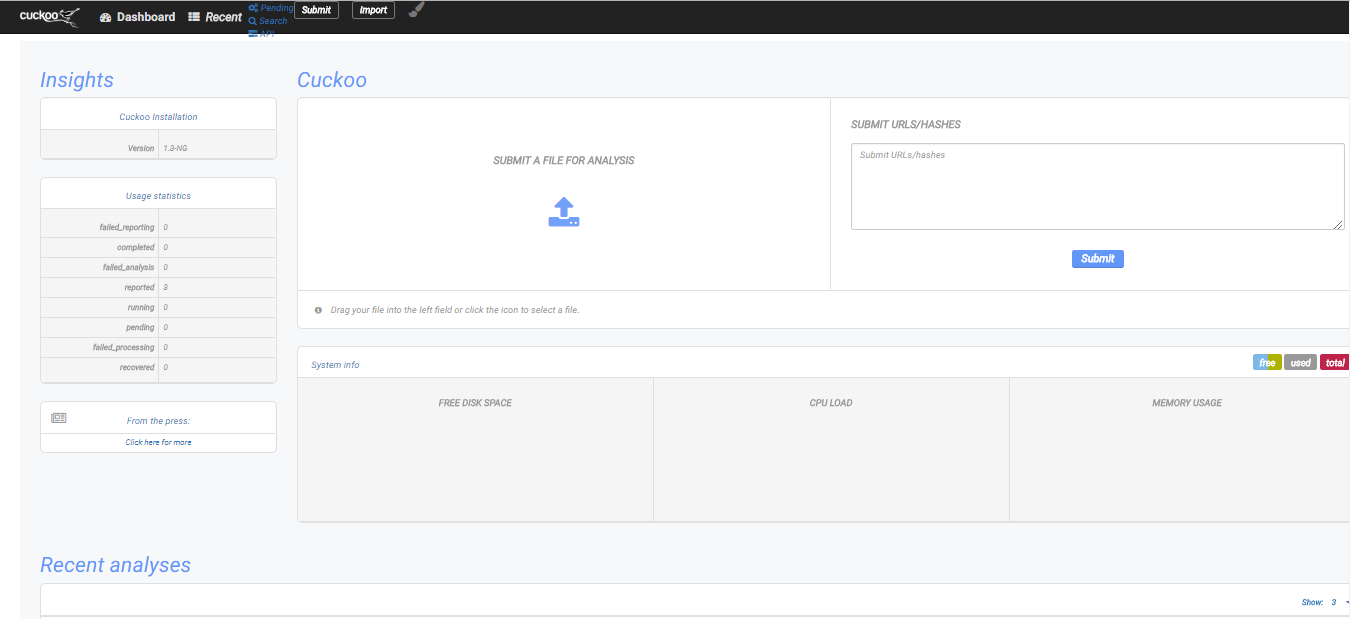 cuckoo Dashboard Recent Pending Submit Import
Search
API
Insights
Cuckoo Installation
Version 1.3-NG
Usage statistics
failed_reporting 0
completed 0
failed_analysis 0
reported 3
running 0
pending 0
failed_processing 0
recovered 0
From the press:
Click here for more
Cuckoo
SUBMIT A FILE FOR ANALYSIS
SUBMIT URLS/HASHES
Submit URLs/hashes
Submit
Drag your file into the left field or click the icon to select a file.
System info free used total
FREE DISK SPACE CPU LOAD MEMORY USAGE
Recent analyses
Show: 3